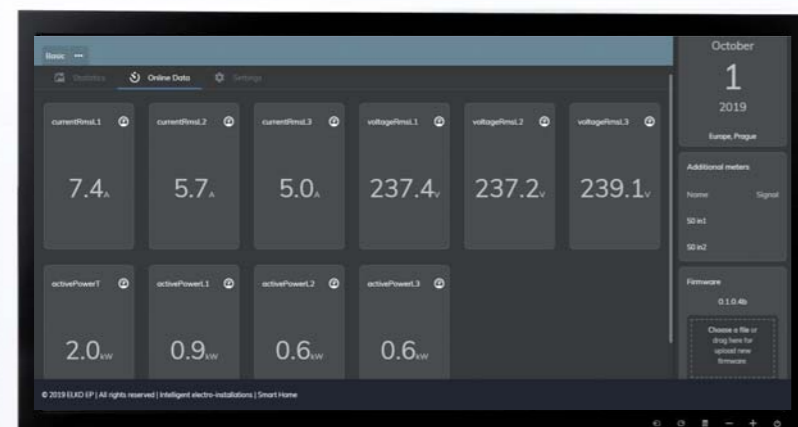 Basic •••
Statistics Online Data Settings
currentRmsL1 currentRmsL2 currentRmsL3 voltageRmsL1 voltageRmsL2 voltageRmsL3
7.4A 5.7A 5.0A 237.4V 237.2V 239.1V
activePowerT activePowerL1 activePowerL2 activePowerL3
2.0kW 0.9kW 0.6kW 0.6kW
© 2019 ELKO EP | All rights reserved | Intelligent electro-installations | Smart Home
October
1
2019
Europe, Prague
Additional meters
Name Signal
S0 in1
S0 in2
Firmware
0.1.0.4b
Choose a file or
drag here for
upload new
firmware